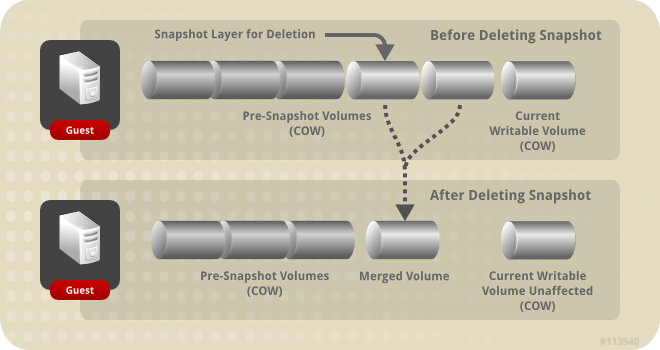 Snapshot Layer for Deletion
Before Deleting Snapshot
Guest
Pre-Snapshot Volumes
(COW)
Current
Writable Volume
(COW)
After Deleting Snapshot
Guest
Pre-Snapshot Volumes
(COW)
Merged Volume
Current Writable
Volume Unaffected
(COW)
#113940